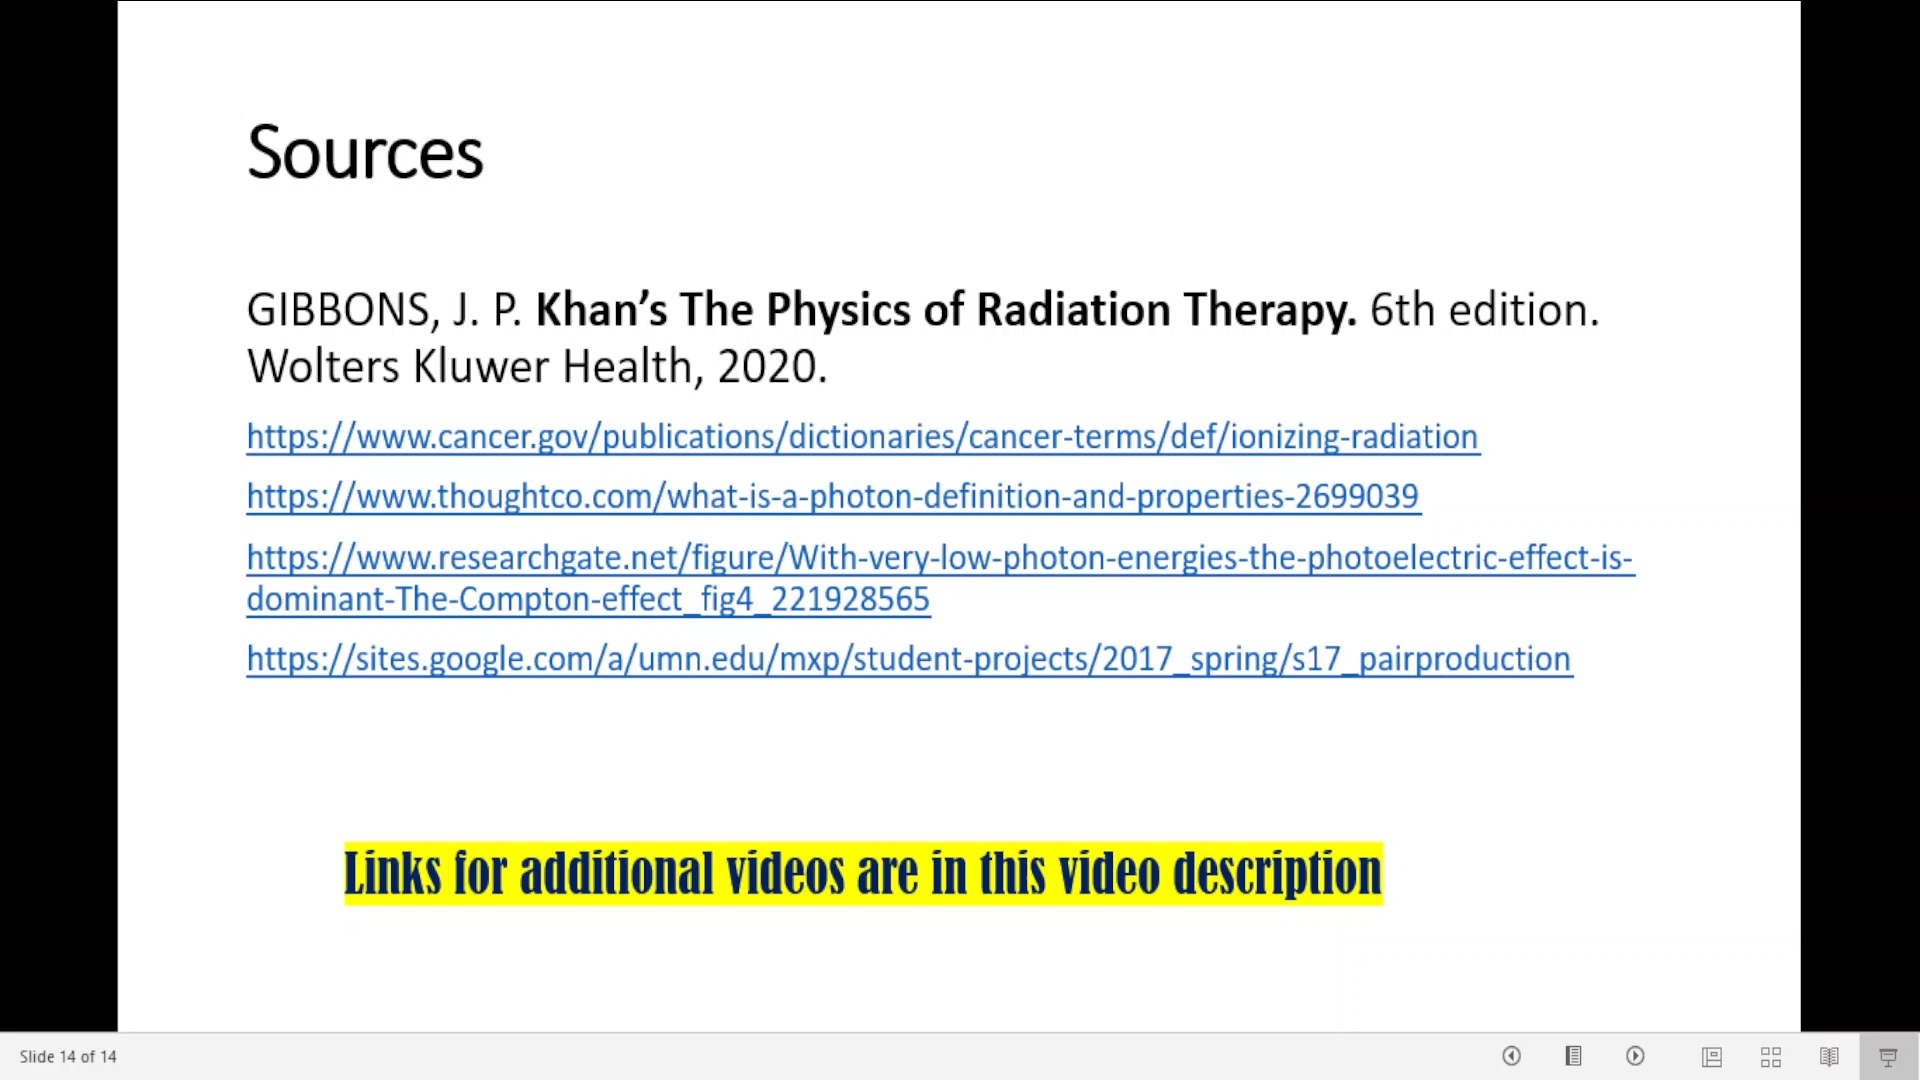 Sources
GIBBONS, J. P. Khan’s The Physics of Radiation Therapy. 6th edition.
Wolters Kluwer Health, 2020.
https://www.cancer.gov/publications/dictionaries/cancer-terms/def/ionizing-radiation
https://www.thoughtco.com/what-is-a-photon-definition-and-properties-2699039
https://www.researchgate.net/figure/With-very-low-photon-energies-the-photoelectric-effect-is-
dominant-The-Compton-effect_fig4_221928565
https://sites.google.com/a/umn.edu/mxp/student-projects/2017_spring/s17_pairproduction
Links for additional videos are in this video description
Slide 14 of 14